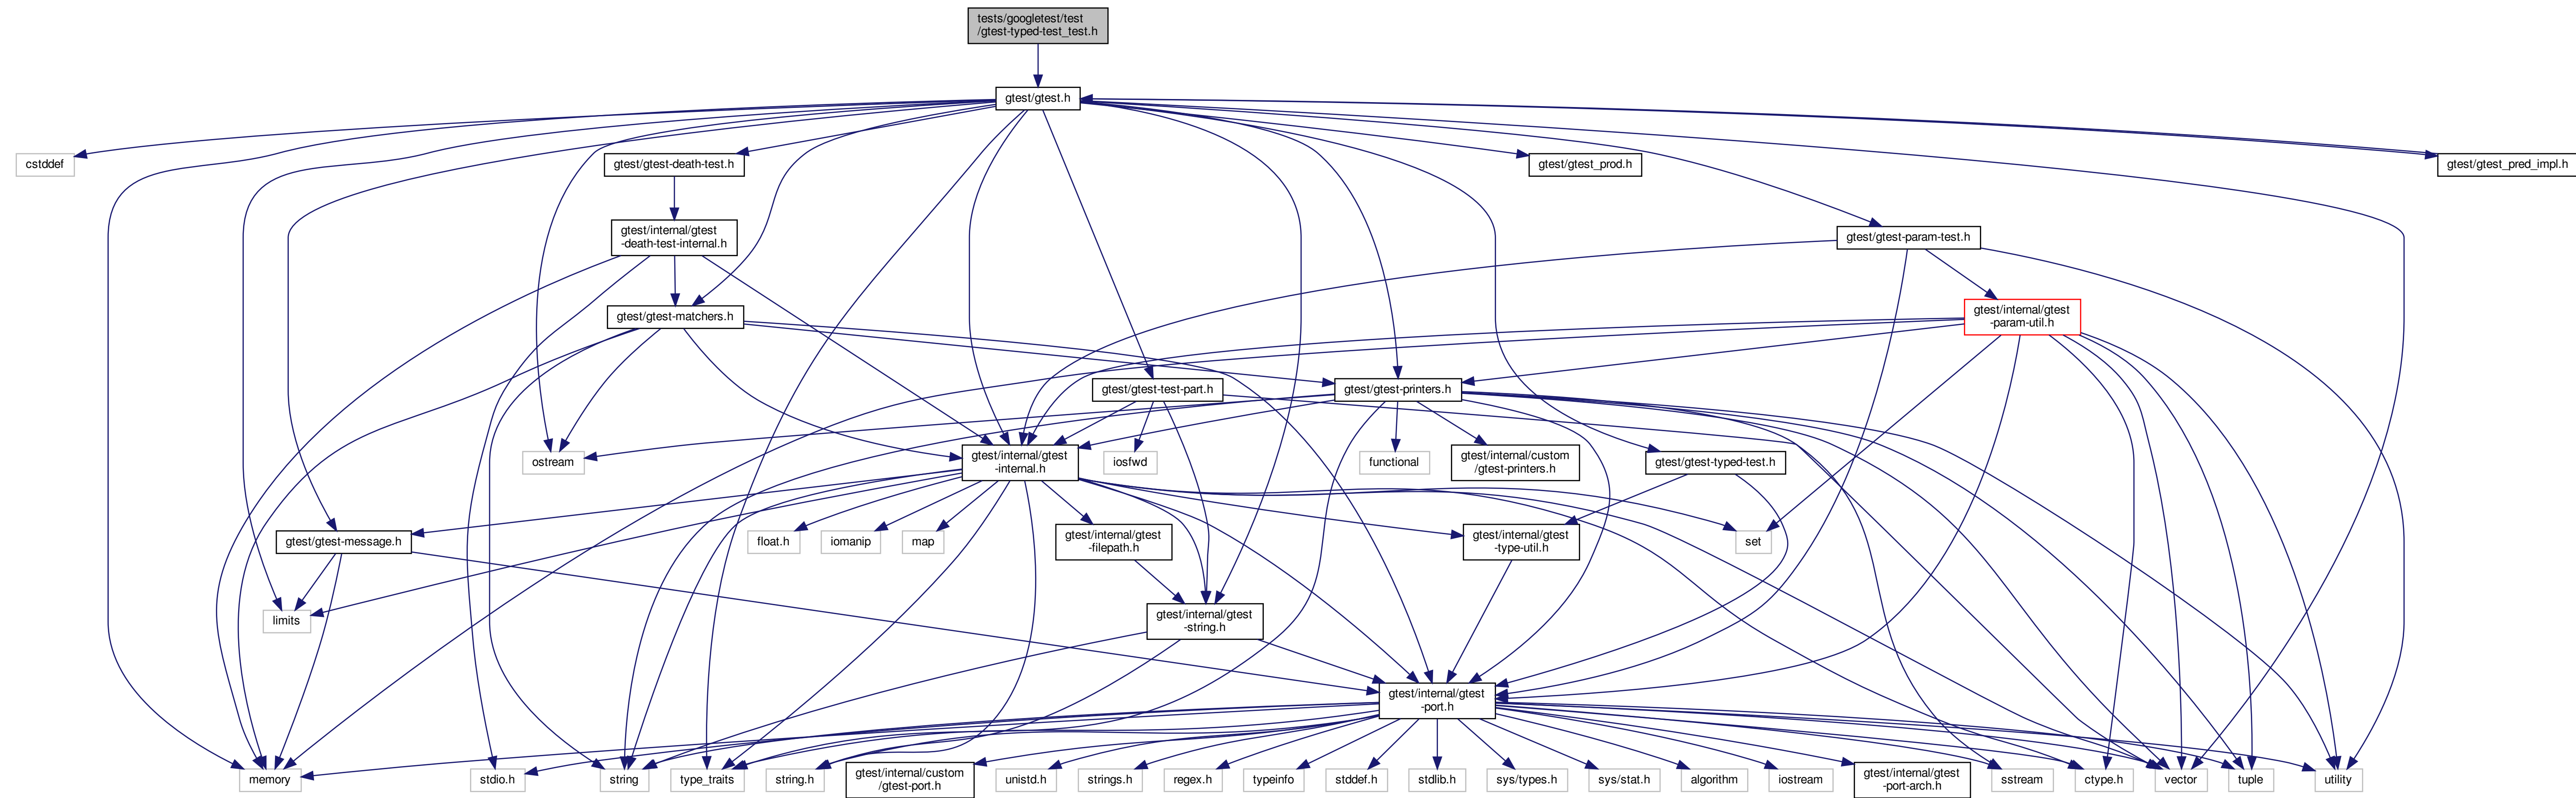 tests/googletest/test
/gtest-typed-test_test.h
gtest/gtest.h
cstddef
gtest/gtest-death-test.h
gtest/gtest_prod.h
gtest/gtest_pred_impl.h
gtest/internal/gtest
-death-test-internal.h
gtest/gtest-param-test.h
gtest/gtest-matchers.h
gtest/internal/gtest
-param-util.h
gtest/gtest-test-part.h
gtest/gtest-printers.h
ostream
gtest/internal/gtest
-internal.h
iosfwd
functional
gtest/internal/custom
/gtest-printers.h
gtest/gtest-typed-test.h
gtest/gtest-message.h
float.h
iomanip
map
gtest/internal/gtest
-filepath.h
gtest/internal/gtest
-type-util.h
set
limits
gtest/internal/gtest
-string.h
gtest/internal/gtest
-port.h
memory
stdio.h
string
type_traits
string.h
gtest/internal/custom
/gtest-port.h
unistd.h
strings.h
regex.h
typeinfo
stddef.h
stdlib.h
sys/types.h
sys/stat.h
algorithm
iostream
gtest/internal/gtest
-port-arch.h
sstream
ctype.h
vector
tuple
utility